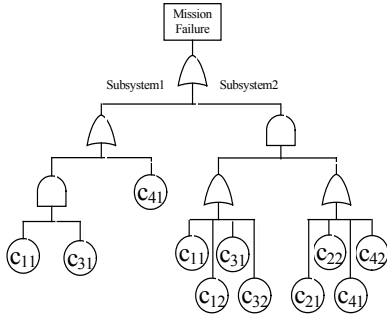 Mission
Failure
Subsystem1 Subsystem2
c41
c11 c31
c11 c31 c22 c42
c12 c32 c21 c41